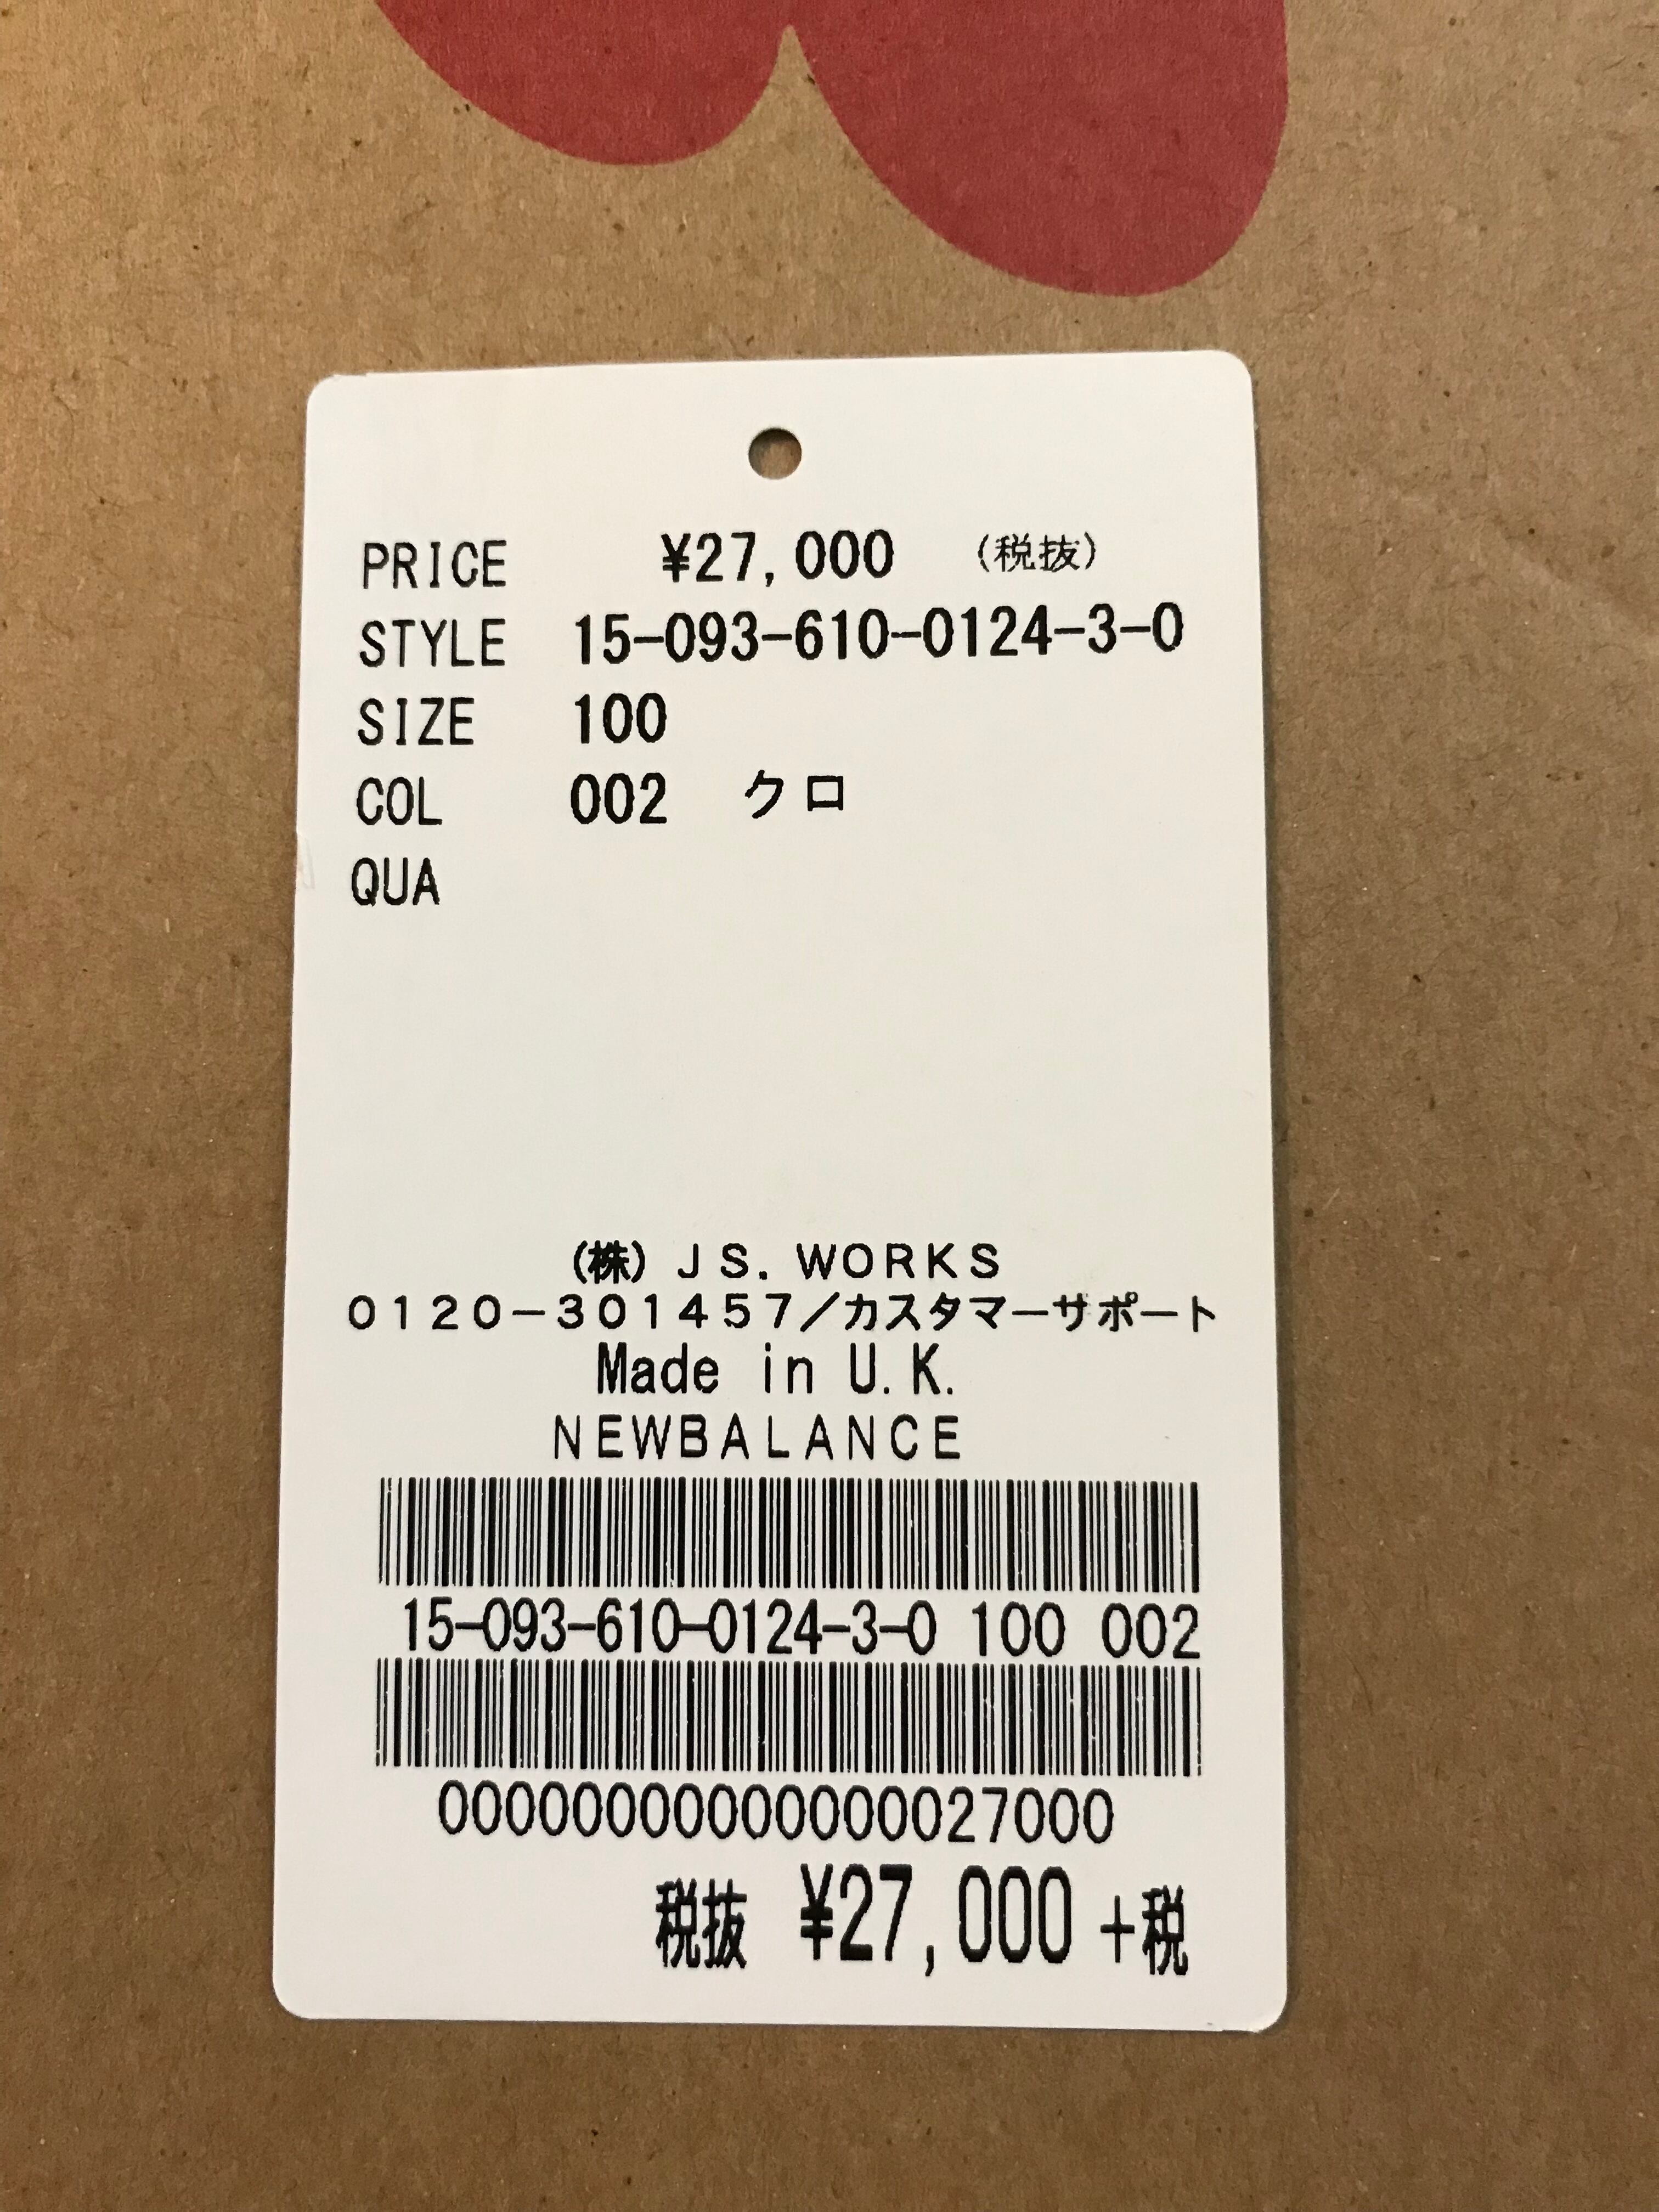 PRICE ¥27,000 (税抜)
STYLE 15-093-610-0124-3-0
SIZE 100
COL 002 クロ
QUA
(株) JS. WORKS
0120-301457/カスタマーサポート
Made in U.K.
NEWBALANCE
15-093-610-0124-3-0 100 002
00000000000000027000
税抜 ¥27,000 +税